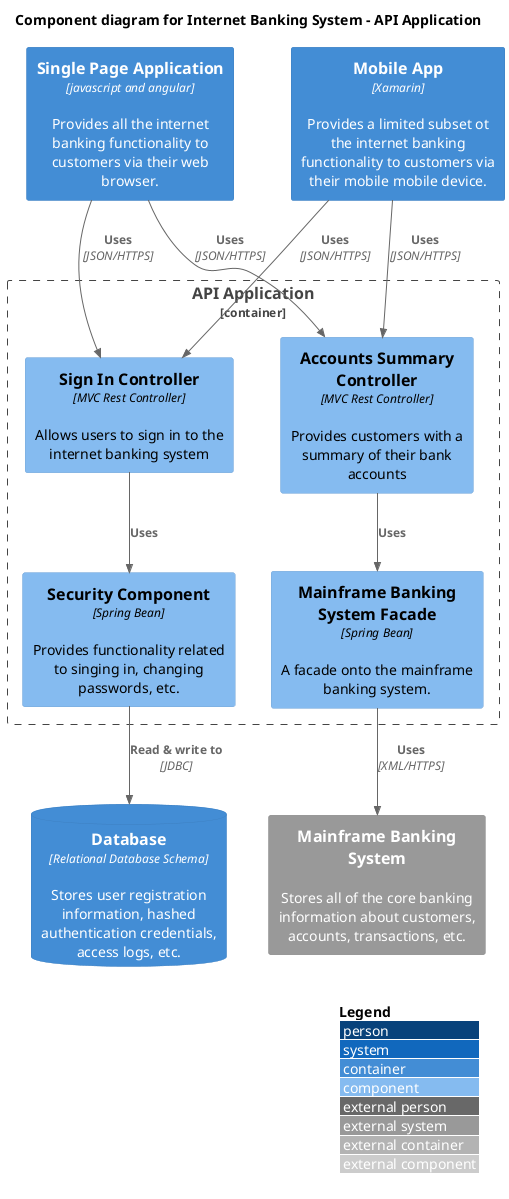 Component diagram for Internet Banking System - API Application
Single Page Application
[javascript and angular]
Provides all the internet
banking functionality to
customers via their web
browser.
Mobile App
[Xamarin]
Provides a limited subset ot
the internet banking
functionality to customers via
their mobile mobile device.
Uses
[JSON/HTTPS]
Uses
[JSON/HTTPS]
Uses
[JSON/HTTPS]
Uses
[JSON/HTTPS]
API Application
[container]
Sign In Controller
[MVC Rest Controller]
Allows users to sign in to the
internet banking system
Accounts Summary
Controller
[MVC Rest Controller]
Provides customers with a
summary of their bank
accounts
Uses
Uses
Security Component
[Spring Bean]
Provides functionality related
to singing in, changing
passwords, etc.
Mainframe Banking
System Facade
[Spring Bean]
A facade onto the mainframe
banking system.
Read & write to
[JDBC]
Uses
[XML/HTTPS]
Database
[Relational Database Schema]
Stores user registration
information, hashed
authentication credentials,
access logs, etc.
Mainframe Banking
System
Stores all of the core banking
information about customers,
accounts, transactions, etc.
Legend
person
system
container
component
external person
external system
external container
external component